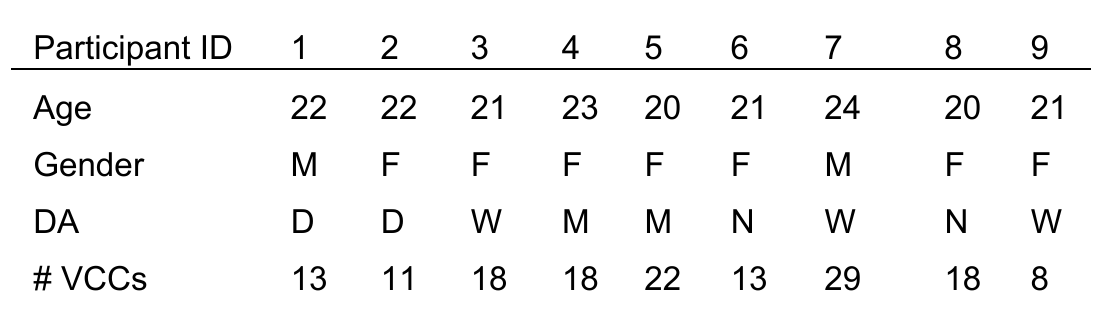 Participant ID 1 2 3 4 5 6 7 8 9
Age 22 22 21 23 20 21 24 20 21
Gender M F F F F F M F F
DA D D W M M N W N W
# VCCs 13 11 18 18 22 13 29 18 8